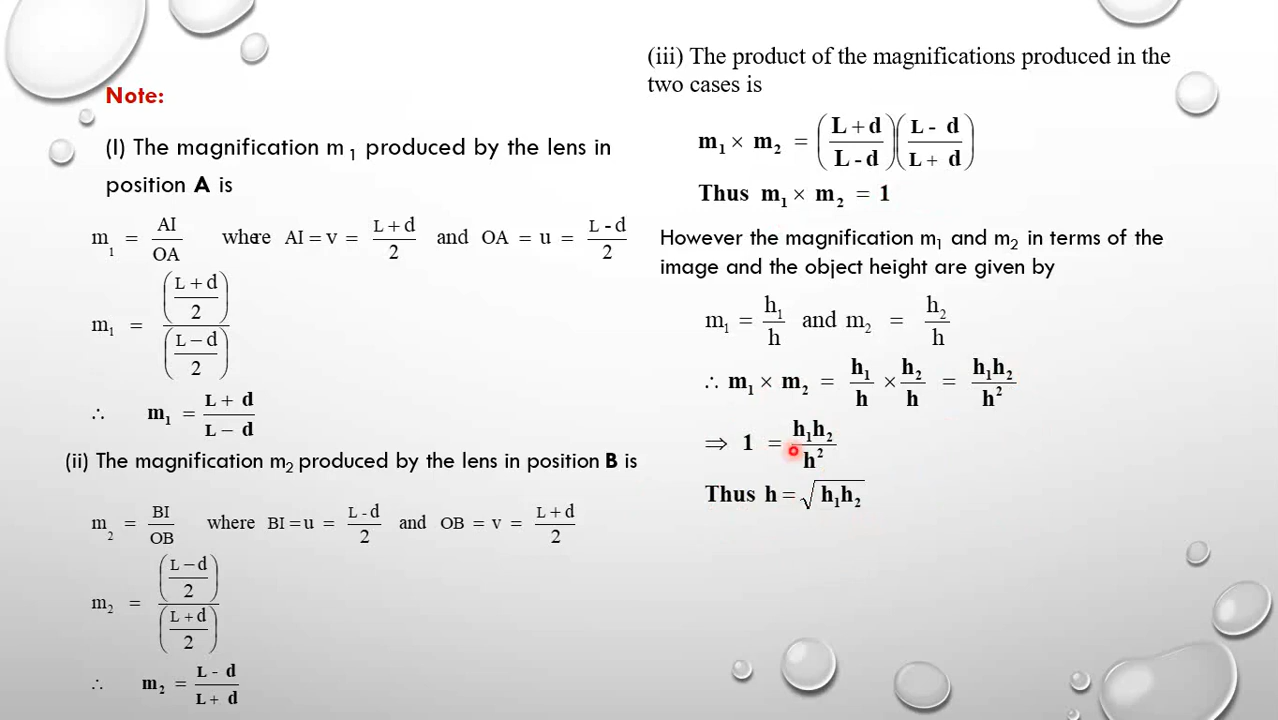 Note:
(I) The magnification m₁ produced by the lens in
position A is
m₁ = AI/OA where AI = v = (L + d)/2 and OA = u = (L - d)/2
m₁ = ((L + d)/2)/((L − d)/2)
∴ m₁ = (L + d)/(L − d)
(ii) The magnification m₂ produced by the lens in position B is
m₂ = BI/OB where BI = u = (L - d)/2 and OB = v = (L + d)/2
m₂ = ((L − d)/2)/((L + d)/2)
∴ m₂ = (L - d)/(L + d)
(iii) The product of the magnifications produced in the
two cases is
m₁ × m₂ = ((L + d)/(L - d))((L - d)/(L + d))
Thus m₁ × m₂ = 1
However the magnification m₁ and m₂ in terms of the
image and the object height are given by
m₁ = h₁/h and m₂ = h₂/h
∴ m₁ × m₂ = h₁/h × h₂/h = h₁h₂/h²
⇒ 1 = h₁h₂/h²
Thus h = √(h₁h₂)